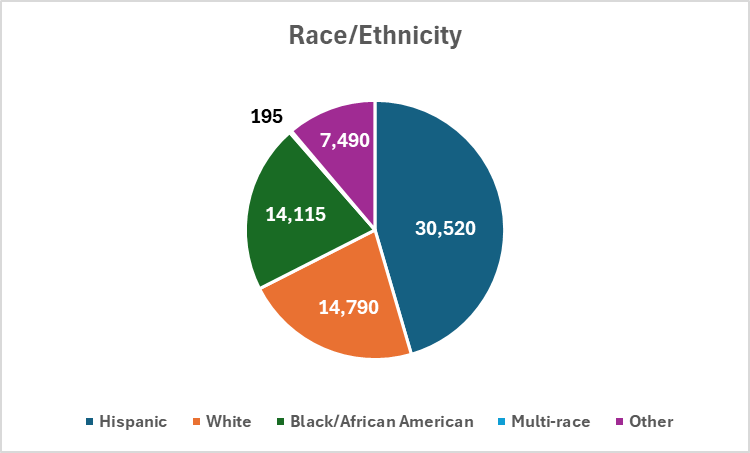 Race/Ethnicity
195
7,490
14,115
30,520
14,790
Hispanic White Black/African American Multi-race Other